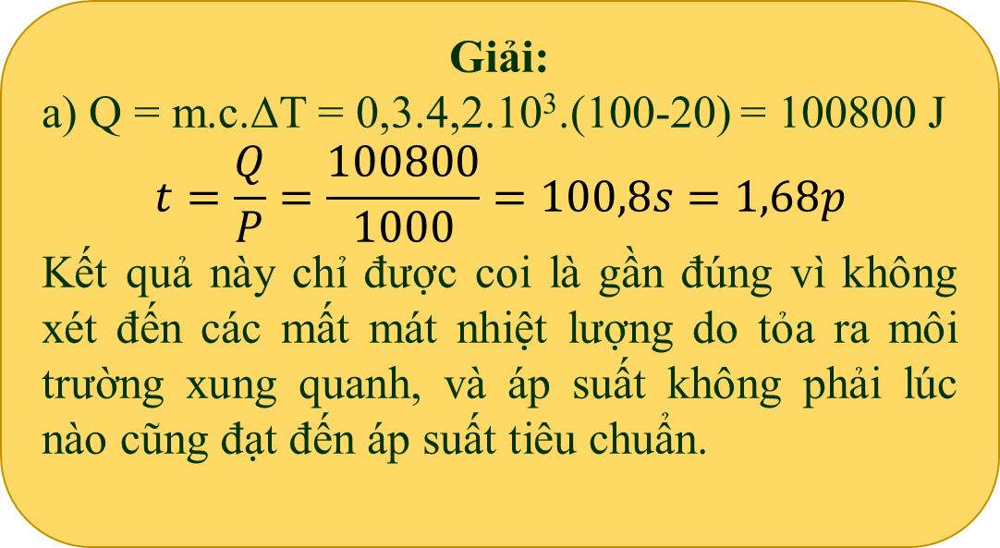 Giải:
a) Q = m.c.ΔT = 0,3.4,2.10³.(100-20) = 100800 J
t = Q/P = 100800/1000 = 100,8s = 1,68p
Kết quả này chỉ được coi là gần đúng vì không
xét đến các mất mát nhiệt lượng do tỏa ra môi
trường xung quanh, và áp suất không phải lúc
nào cũng đạt đến áp suất tiêu chuẩn.